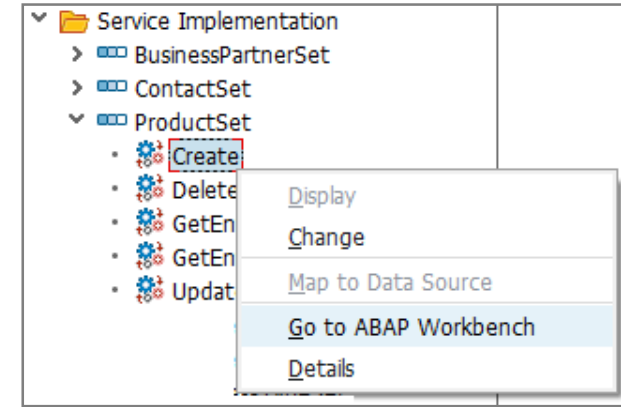 Service Implementation
BusinessPartnerSet
ContactSet
ProductSet
Create
Delete
GetEn
GetEn
Updat
Display
Change
Map to Data Source
Go to ABAP Workbench
Details